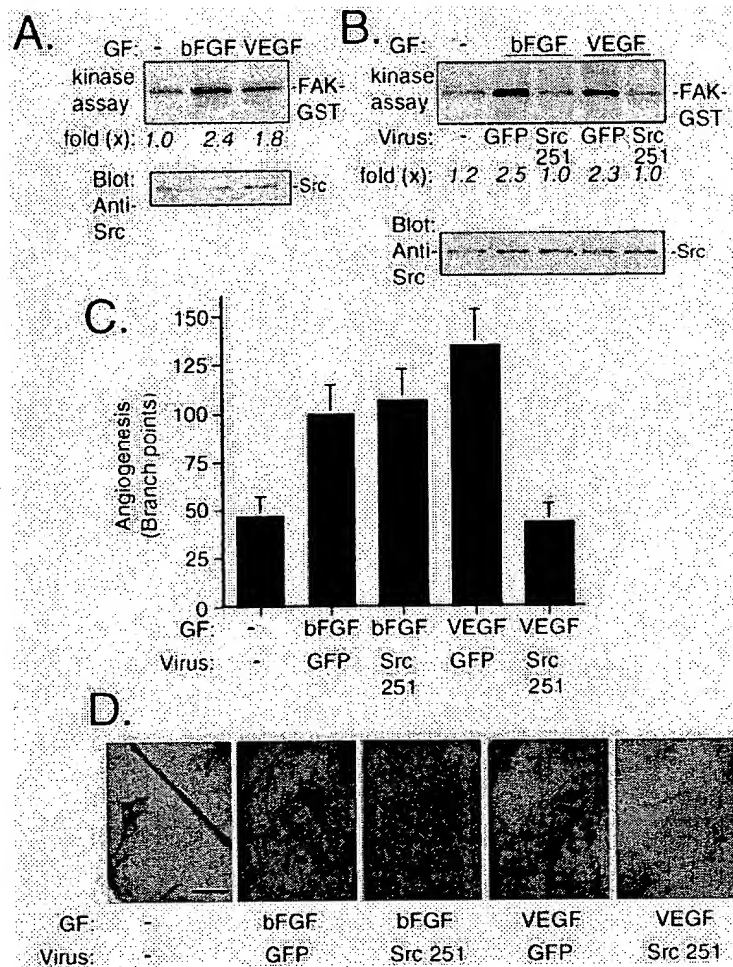 A.
GF: - bFGF VEGF
kinase assay
-FAK-GST
fold (x): 1.0 2.4 1.8
Blot: Anti-Src
-Src
B.
GF: - bFGF VEGF
kinase assay
-FAK-GST
Virus: - GFP Src 251 GFP Src 251
fold (x): 1.2 2.5 1.0 2.3 1.0
Blot: Anti-Src
-Src
C.
Angiogenesis
(Branch points)
150
125
100
75
50
25
0
GF: - bFGF bFGF VEGF VEGF
Virus: - GFP Src 251 GFP Src 251
D.
GF: - bFGF bFGF VEGF VEGF
Virus: - GFP Src 251 GFP Src 251